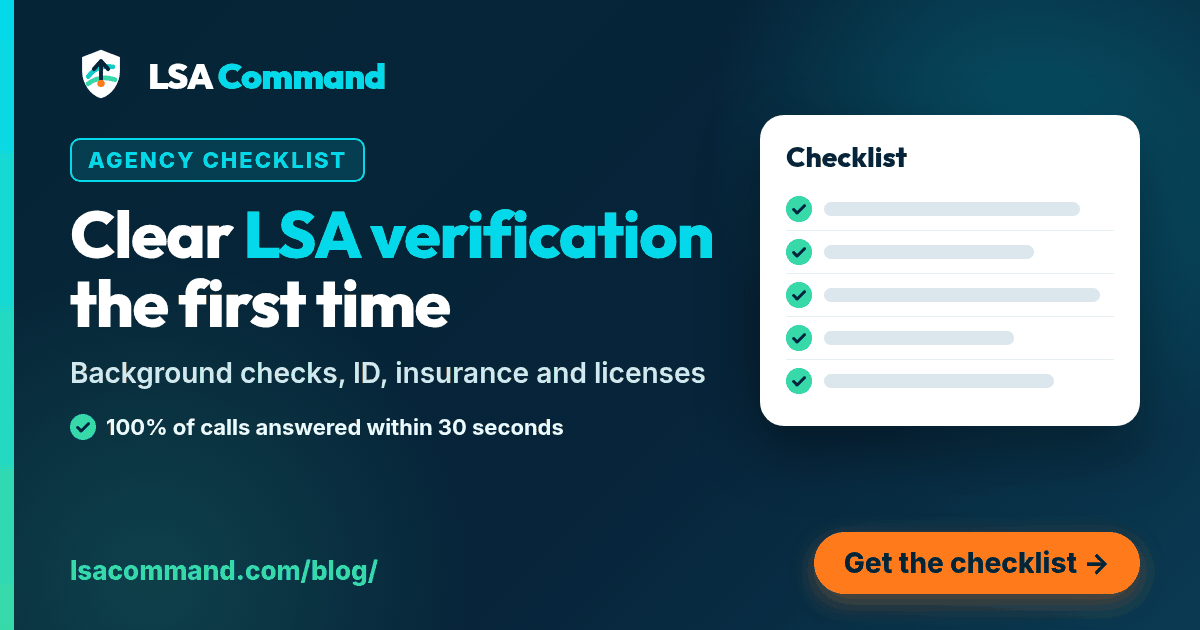 LSA Command
AGENCY CHECKLIST
Clear LSA verification
the first time
Background checks, ID, insurance and licenses
100% of calls answered within 30 seconds
lsacommand.com/blog/
Checklist
Get the checklist →